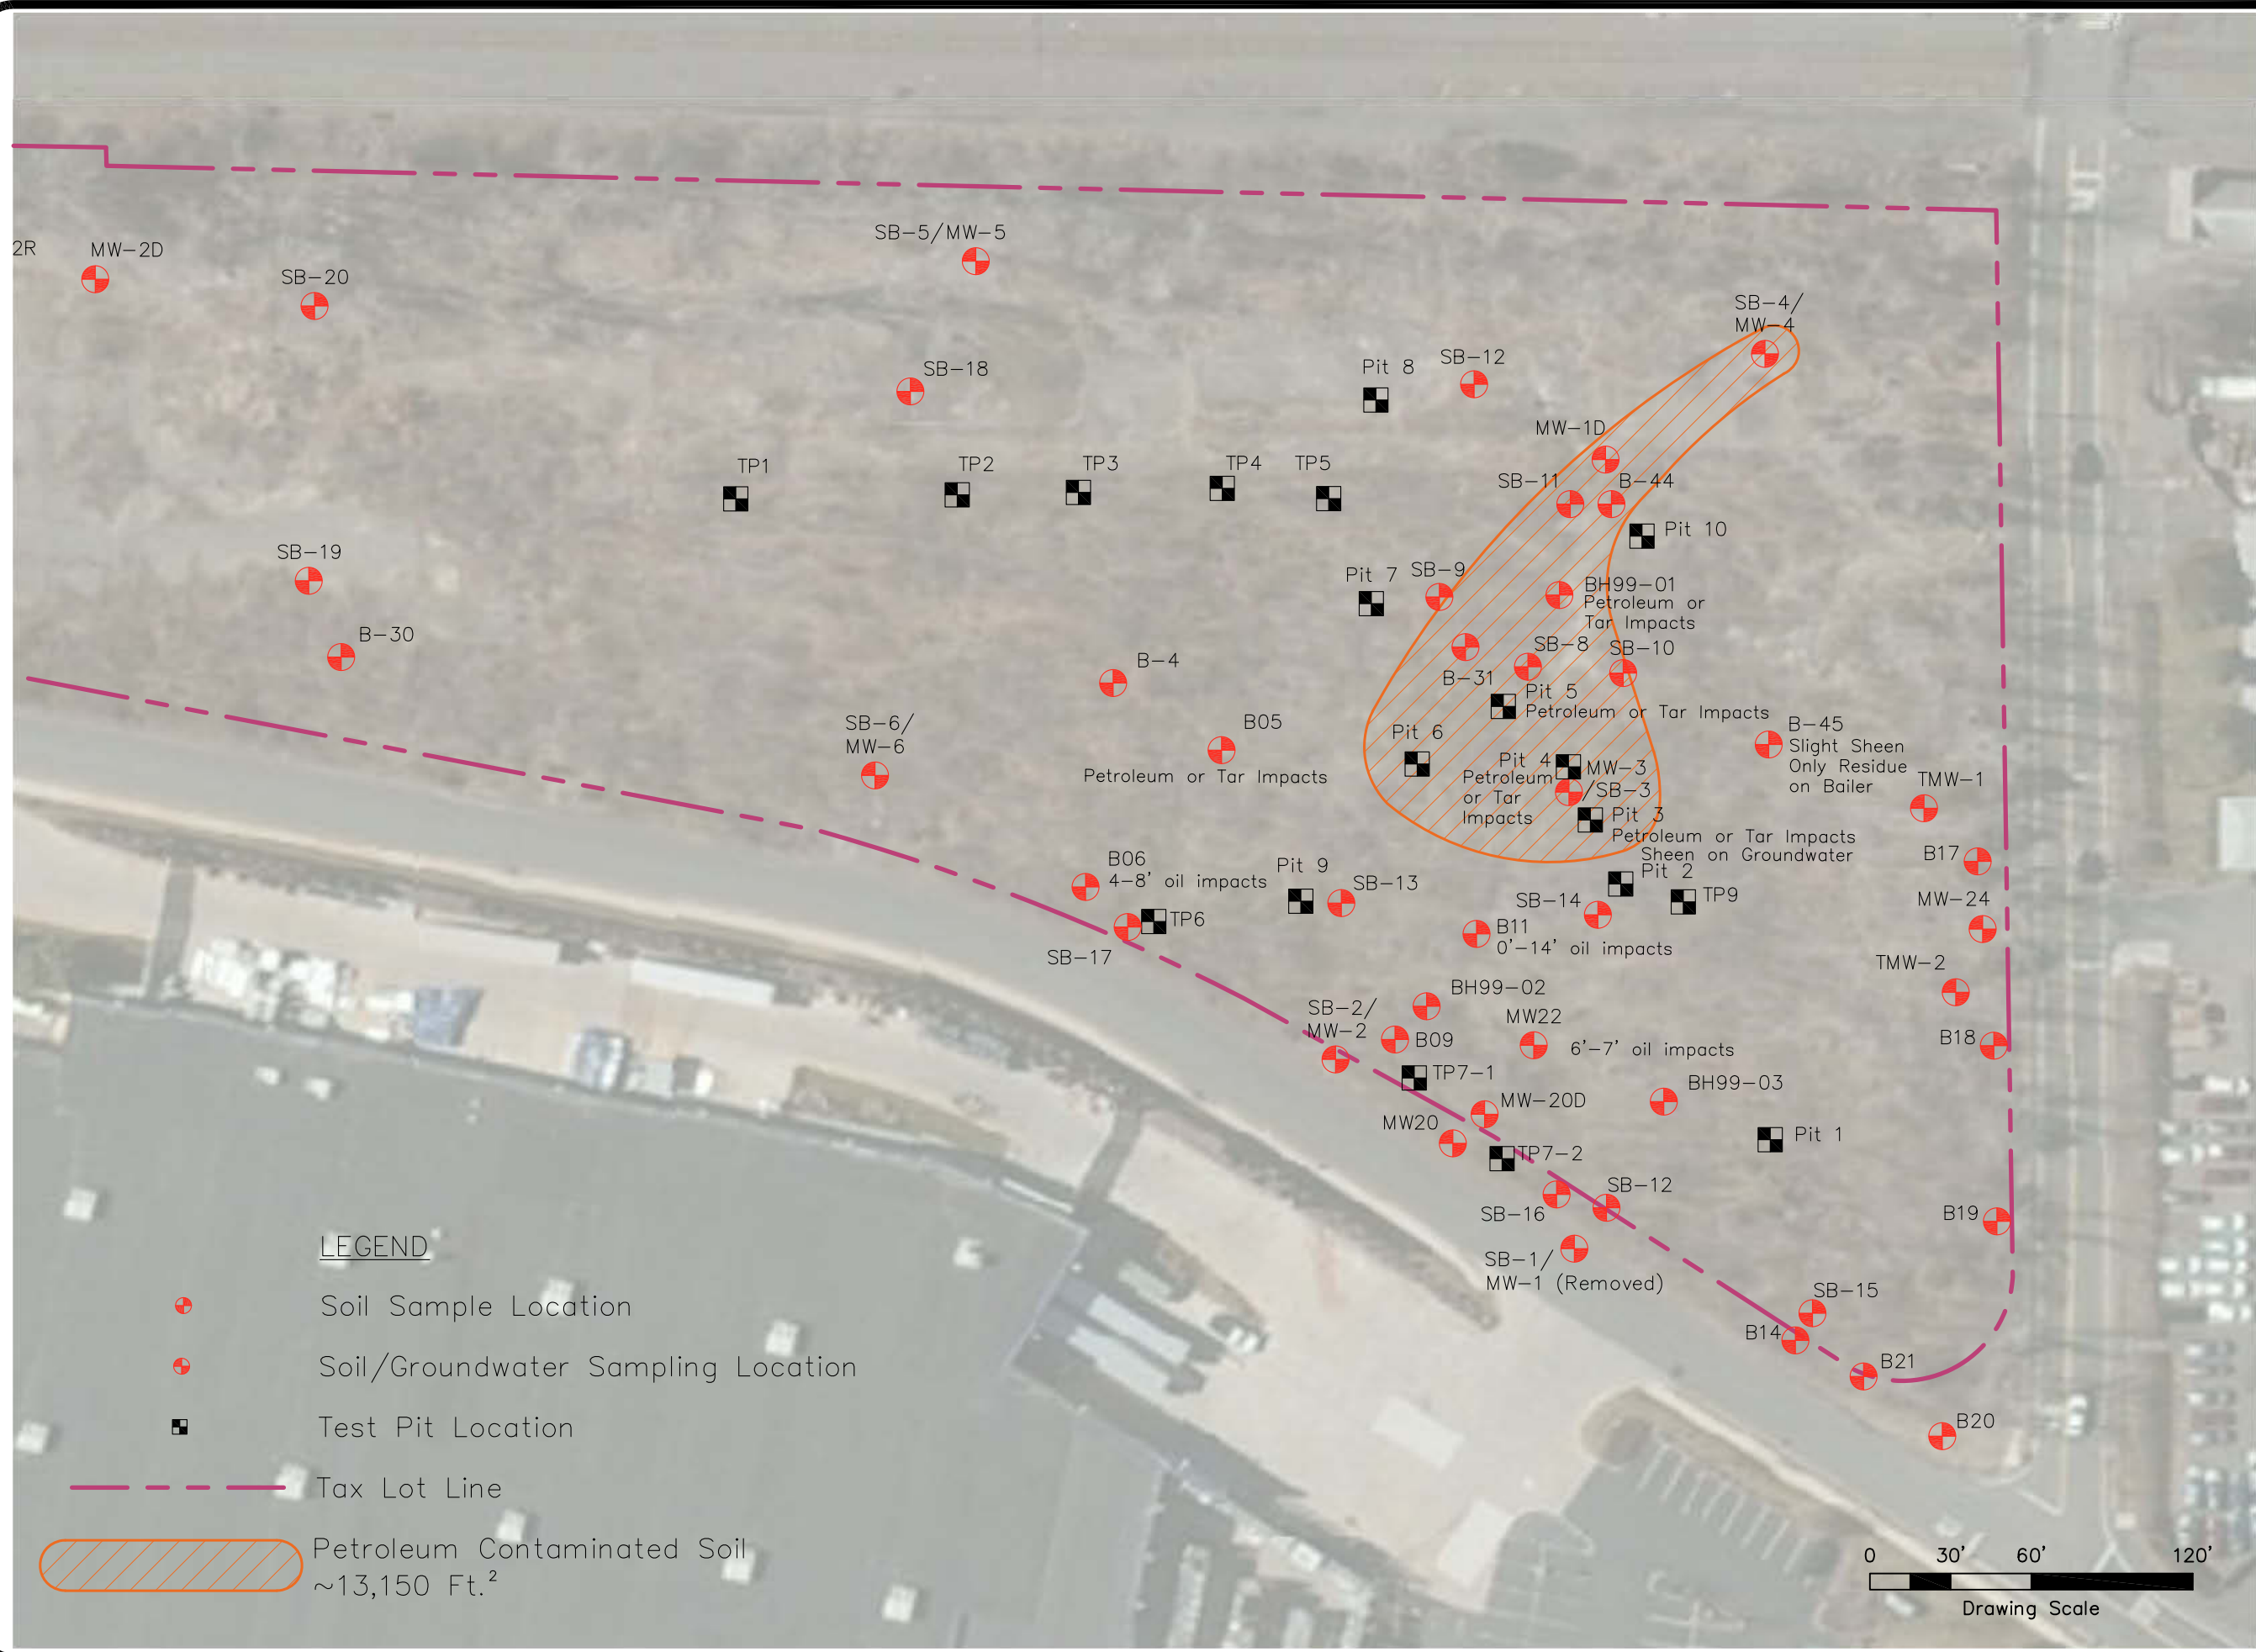 SB-5/MW-5
2R
MW-2D
SB-20
SB-4/
MW-4
SB-18
Pit 8
SB-12
MW-1D
TP1
TP2
TP3
TP4
TP5
SB-11
B-44
Pit 10
SB-19
Pit 7
SB-9
BH99-01
Petroleum or
Tar Impacts
B-30
SB-8
SB-10
B-4
B-31
Pit 5
Petroleum or Tar Impacts
SB-6/
MW-6
B05
Petroleum or Tar Impacts
Pit 6
B-45
Slight Sheen
Only Residue
on Bailer
Pit 4
Petroleum
or Tar
Impacts
MW-3
/SB-3
TMW-1
Pit 3
Petroleum or Tar Impacts
Sheen on Groundwater
B06
4-8' oil impacts
Pit 9
SB-13
Pit 2
B17
SB-14
TP9
MW-24
TP6
B11
0'-14' oil impacts
SB-17
TMW-2
BH99-02
SB-2/
MW-2
B09
MW22
6'-7' oil impacts
B18
TP7-1
BH99-03
MW-20D
MW20
Pit 1
TP7-2
SB-12
SB-16
B19
SB-1/
MW-1 (Removed)
SB-15
B14
B21
B20
LEGEND
Soil Sample Location
Soil/Groundwater Sampling Location
Test Pit Location
Tax Lot Line
Petroleum Contaminated Soil
~13,150 Ft.²
0 30' 60' 120'
Drawing Scale